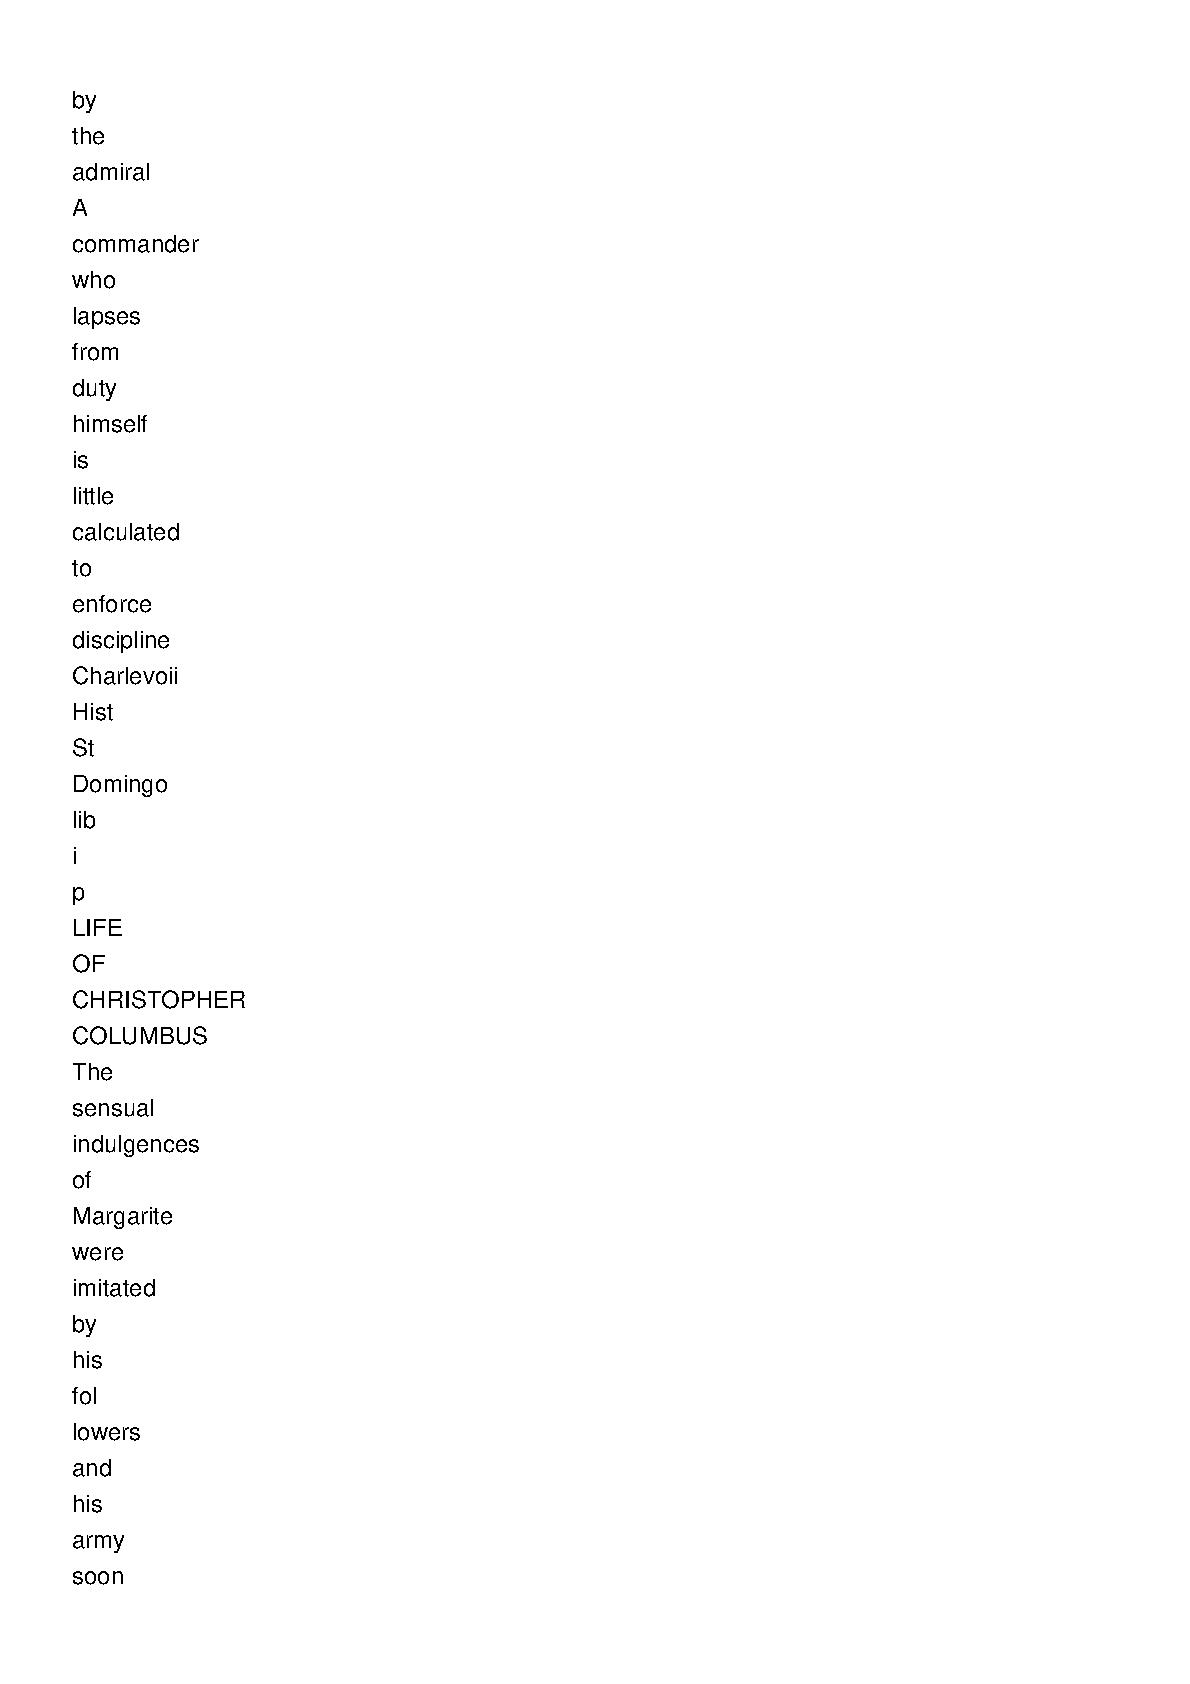 by
the
admiral
A
commander
who
lapses
from
duty
himself
is
little
calculated
to
enforce
discipline
Charlevoii
Hist
St
Domingo
lib
i
p
LIFE
OF
CHRISTOPHER
COLUMBUS
The
sensual
indulgences
of
Margarite
were
imitated
by
his
fol
lowers
and
his
army
soon